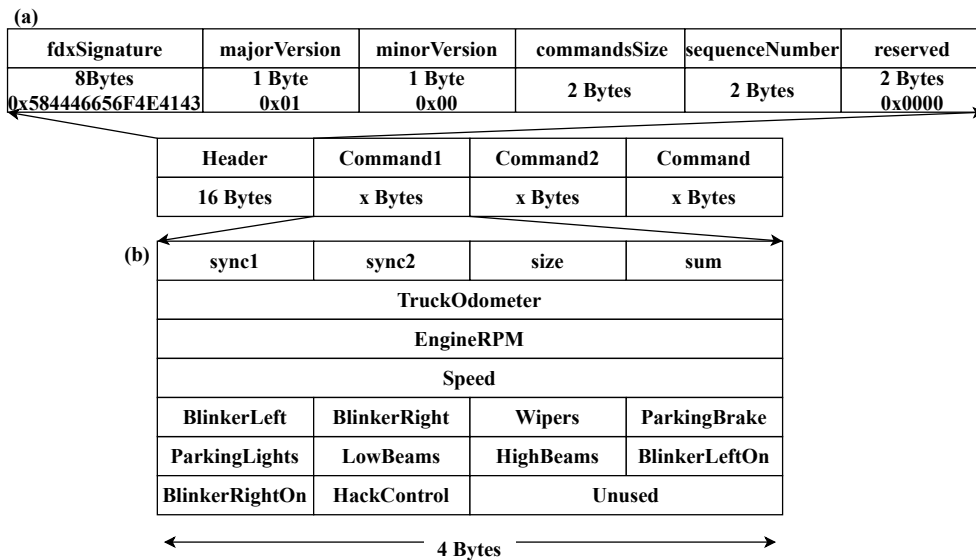 (a)
fdxSignature majorVersion minorVersion commandsSize sequenceNumber reserved
8Bytes 1 Byte 1 Byte 2 Bytes 2 Bytes 2 Bytes
0x584446656F4E4143 0x01 0x00 0x0000
Header Command1 Command2 Command
16 Bytes x Bytes x Bytes x Bytes
(b)
sync1 sync2 size sum
TruckOdometer
EngineRPM
Speed
BlinkerLeft BlinkerRight Wipers ParkingBrake
ParkingLights LowBeams HighBeams BlinkerLeftOn
BlinkerRightOn HackControl Unused
4 Bytes